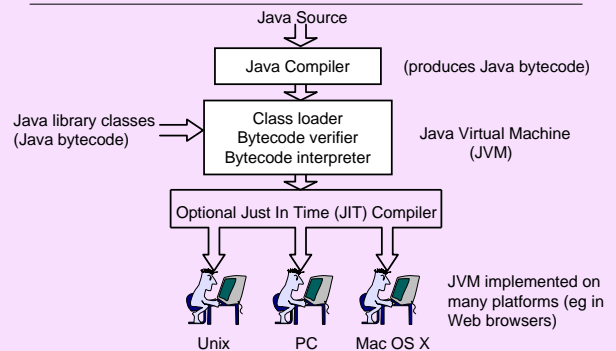 Java Source
Java Compiler
(produces Java bytecode)
Java library classes
(Java bytecode)
Class loader
Bytecode verifier
Bytecode interpreter
Java Virtual Machine
(JVM)
Optional Just In Time (JIT) Compiler
JVM implemented on
many platforms (eg in
Web browsers)
Unix
PC
Mac OS X